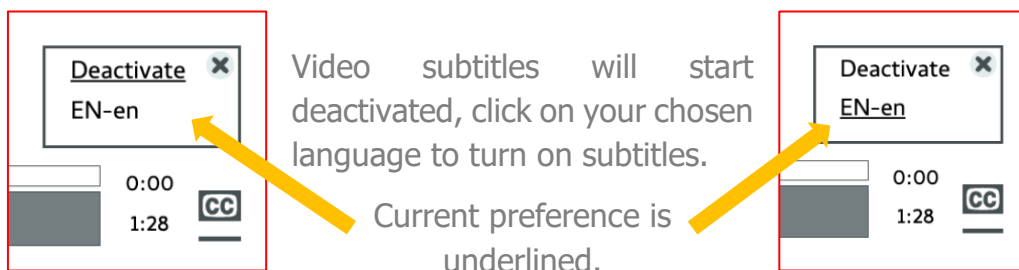 Deactivate
EN-en
0:00
CC
1:28
Video subtitles will start
deactivated, click on your chosen
language to turn on subtitles.
Current preference is
underlined.
Deactivate
EN-en
0:00
CC
1:28